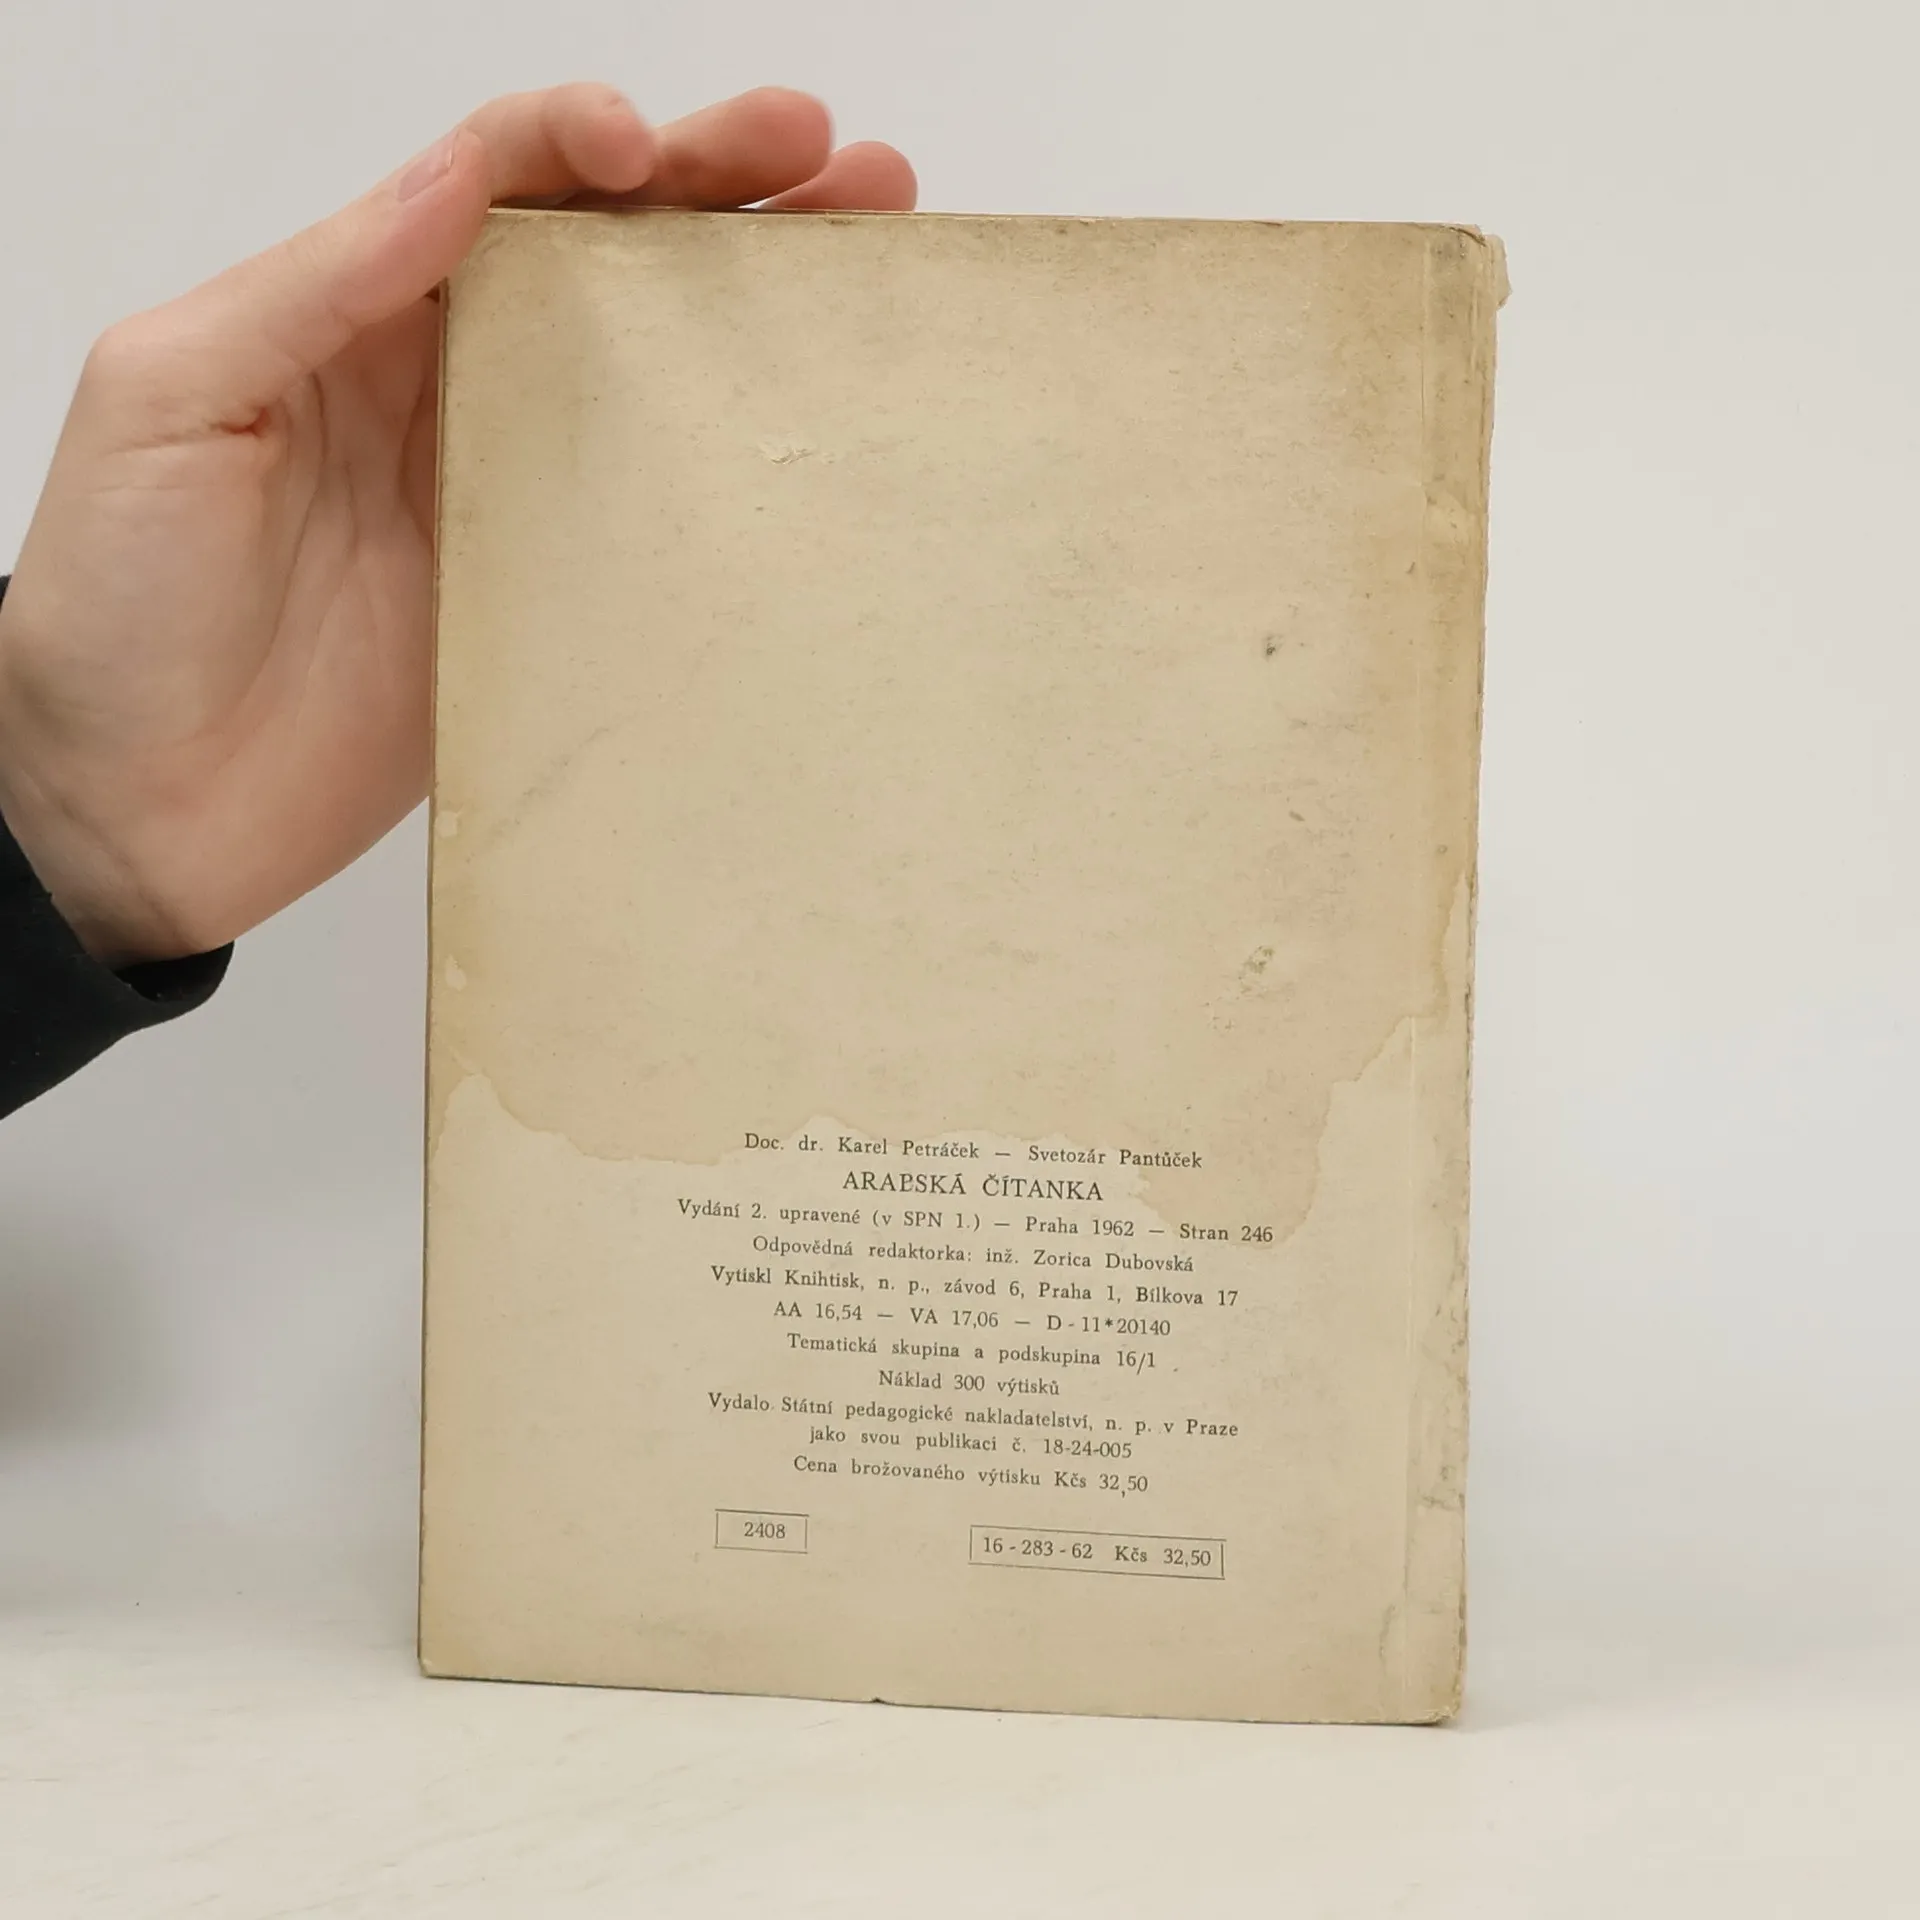 Doc. dr. Karel Petráček — Svetozár Pantůček
ARABSKÁ ČÍTANKA
Vydání 2. upravené (v SPN 1.) — Praha 1962 — Stran 246
Odpovědná redaktorka: inž. Zorica Dubovská
Vytiskl Knihtisk, n. p., závod 6, Praha 1, Bílkova 17
AA 16,54 — VA 17,06 — D - 11*20140
Tematická skupina a podskupina 16/1
Náklad 300 výtisků
Vydalo Státní pedagogické nakladatelství, n. p. v Praze
jako svou publikaci č. 18-24-005
Cena brožovaného výtisku Kčs 32,50
2408
16 - 283 - 62 Kčs 32,50